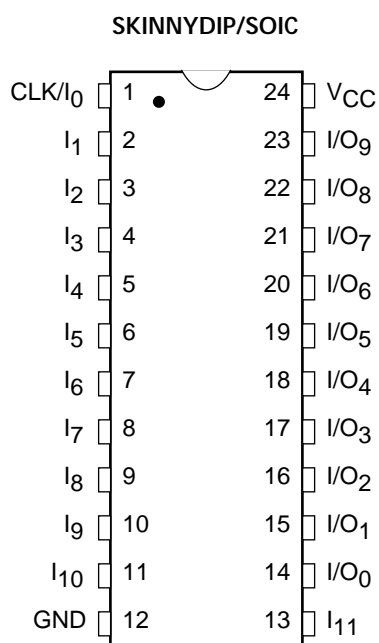 SKINNYDIP/SOIC
CLK/I0 1 24 VCC
I1 2 23 I/O9
I2 3 22 I/O8
I3 4 21 I/O7
I4 5 20 I/O6
I5 6 19 I/O5
I6 7 18 I/O4
I7 8 17 I/O3
I8 9 16 I/O2
I9 10 15 I/O1
I10 11 14 I/O0
GND 12 13 I11